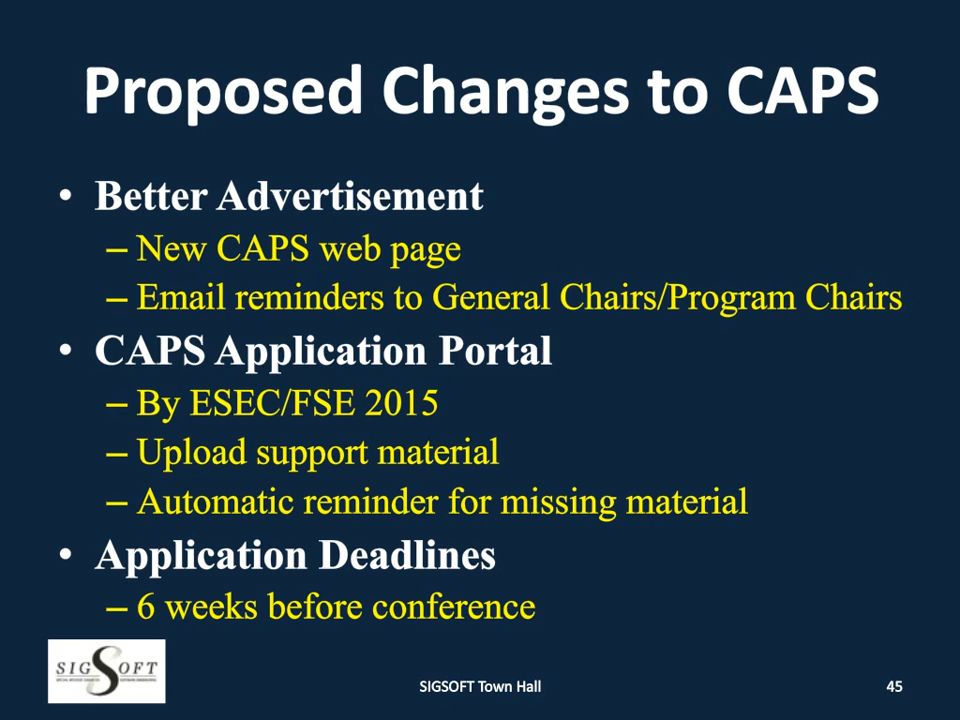 Proposed Changes to CAPS
• Better Advertisement
– New CAPS web page
– Email reminders to General Chairs/Program Chairs
• CAPS Application Portal
– By ESEC/FSE 2015
– Upload support material
– Automatic reminder for missing material
• Application Deadlines
– 6 weeks before conference
SIGSOFT
SIGSOFT Town Hall
45